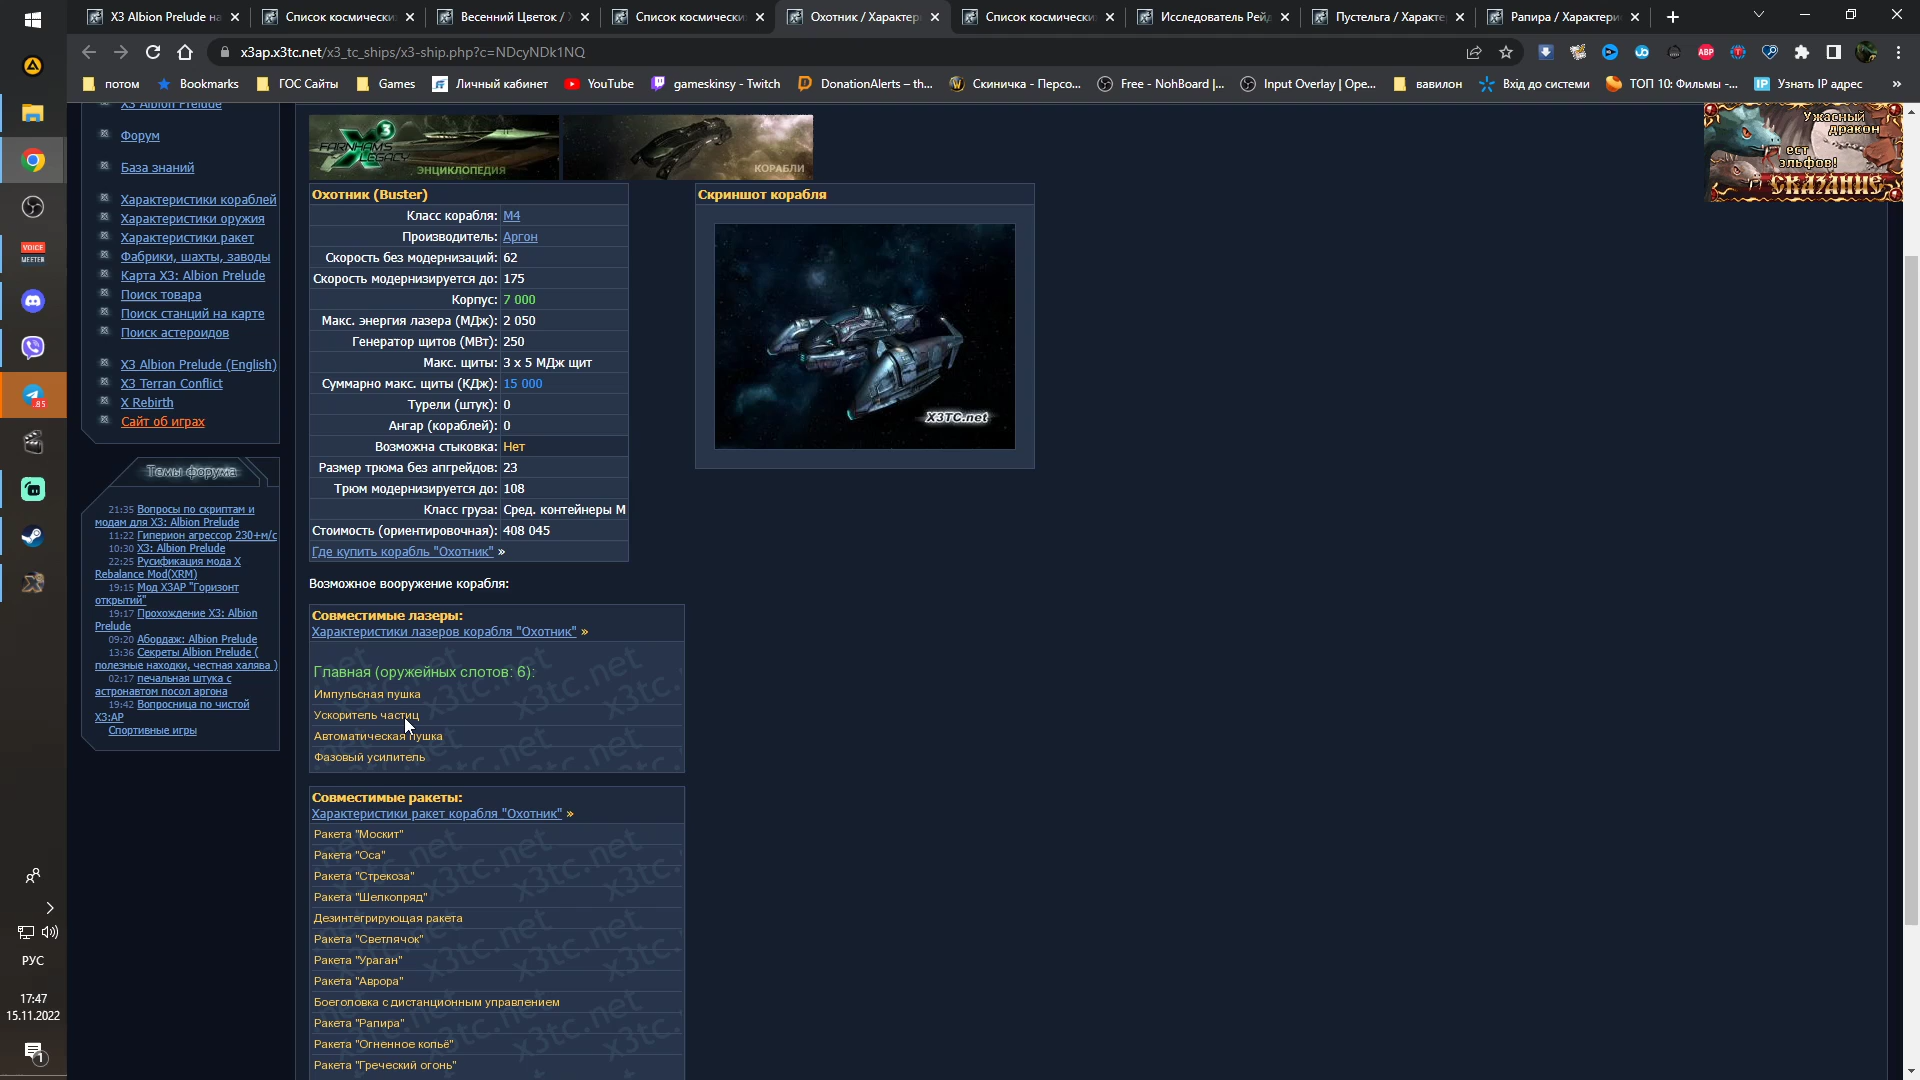 X3 Albion Prelude на
Список космически
Весенний Цветок /
Список космически
Охотник / Характер
Список космически
Исследователь Рейд
Пустельга / Характе
Рапира / Характери
x3ap.x3tc.net/x3_tc_ships/x3-ship.php?c=NDcyNDk1NQ
потом
Bookmarks
ГОС Сайты
Games
Личный кабинет
YouTube
gameskinsy - Twitch
DonationAlerts – th...
Скиничка - Персо...
Free - NohBoard |...
Input Overlay | Ope...
вавилон
Вхід до системи
ТОП 10: Фильмы -...
IP
Узнать IP адрес
»
X3 Albion Prelude
Форум
База знаний
Характеристики кораблей
Характеристики оружия
Характеристики ракет
Фабрики, шахты, заводы
Карта X3: Albion Prelude
Поиск товара
Поиск станций на карте
Поиск астероидов
X3 Albion Prelude (English)
X3 Terran Conflict
X Rebirth
Сайт об играх
Темы форума
21:35 Вопросы по скриптам и
модам для X3: Albion Prelude
11:22 Гиперион агрессор 230+м/с
10:30 X3: Albion Prelude
22:25 Русификация мода X
Rebalance Mod(XRM)
19:15 Мод X3AP "Горизонт
открытий"
19:17 Прохождение X3: Albion
Prelude
09:20 Абордаж: Albion Prelude
13:36 Секреты Albion Prelude (
полезные находки, честная халява )
02:17 печальная штука с
астронавтом посол аргона
19:42 Вопросница по чистой
X3:AP
Спортивные игры
X3
FARNHAM'S
LEGACY
ЭНЦИКЛОПЕДИЯ
КОРАБЛИ
Охотник (Buster)
Класс корабля: M4
Производитель: Аргон
Скорость без модернизаций: 62
Скорость модернизируется до: 175
Корпус: 7 000
Макс. энергия лазера (МДж): 2 050
Генератор щитов (МВт): 250
Макс. щиты: 3 x 5 МДж щит
Суммарно макс. щиты (КДж): 15 000
Турели (штук): 0
Ангар (кораблей): 0
Возможна стыковка: Нет
Размер трюма без апгрейдов: 23
Трюм модернизируется до: 108
Класс груза: Сред. контейнеры M
Стоимость (ориентировочная): 408 045
Где купить корабль "Охотник" »
Скриншот корабля
X3TC.net
Возможное вооружение корабля:
Совместимые лазеры:
Характеристики лазеров корабля "Охотник" »
Главная (оружейных слотов: 6):
Импульсная пушка
Ускоритель частиц
Автоматическая пушка
Фазовый усилитель
Совместимые ракеты:
Характеристики ракет корабля "Охотник" »
Ракета "Москит"
Ракета "Оса"
Ракета "Стрекоза"
Ракета "Шелкопряд"
Дезинтегрирующая ракета
Ракета "Светлячок"
Ракета "Ураган"
Ракета "Аврора"
Боеголовка с дистанционным управлением
Ракета "Рапира"
Ракета "Огненное копьё"
Ракета "Греческий огонь"
Ужасный
дракон
ест
эльфов!
СКАЗАНИЕ
VOICE
MEETER
85
РУС
17:47
15.11.2022
1
ABP